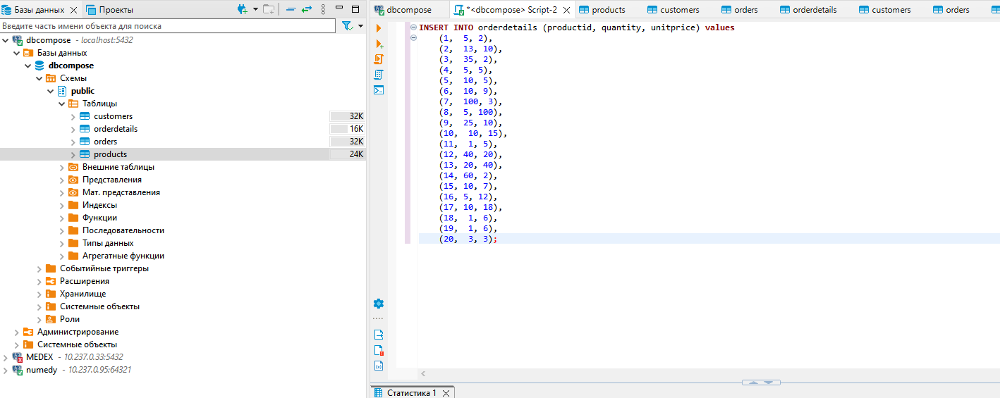 Базы данных
Проекты
Введите часть имени объекта для поиска
dbcompose - localhost:5432
Базы данных
dbcompose
Схемы
public
Таблицы
customers 32K
orderdetails 16K
orders 32K
products 24K
Внешние таблицы
Представления
Мат. представления
Индексы
Функции
Последовательности
Типы данных
Агрегатные функции
Событийные триггеры
Расширения
Хранилище
Системные объекты
Роли
Администрирование
Системные объекты
MEDEX - 10.237.0.33:5432
numedy - 10.237.0.95:64321
dbcompose
*<dbcompose> Script-2
products
customers
orders
orderdetails
customers
orders
INSERT INTO orderdetails (productid, quantity, unitprice) values
(1,  5, 2),
(2,  13, 10),
(3,  35, 2),
(4,  5, 5),
(5,  10, 5),
(6,  10, 9),
(7,  100, 3),
(8,  5, 100),
(9,  25, 10),
(10,  10, 15),
(11,  1, 5),
(12, 40, 20),
(13, 20, 40),
(14, 60, 2),
(15, 10, 7),
(16, 5, 12),
(17, 10, 18),
(18,  1, 6),
(19,  1, 6),
(20,  3, 3);
Статистика 1